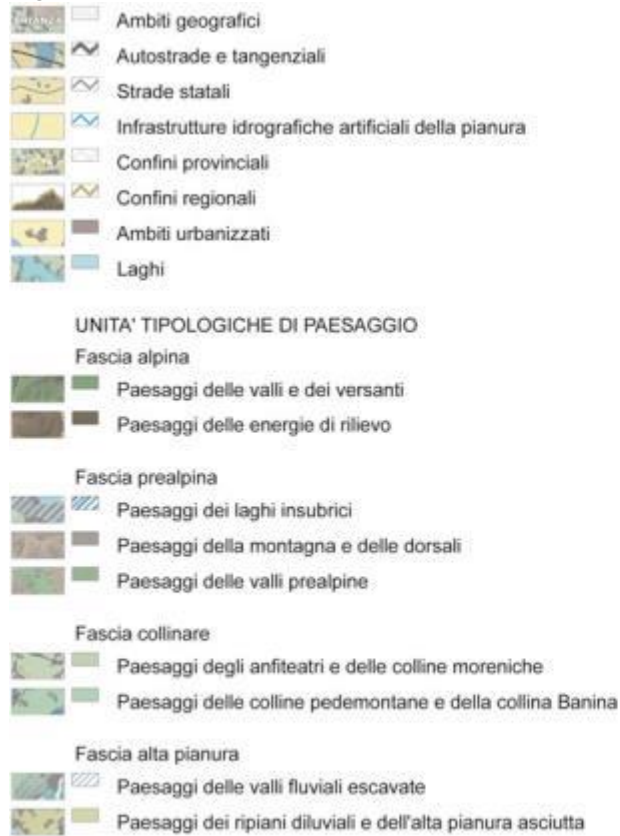 BRIANZA
Ambiti geografici
Autostrade e tangenziali
Strade statali
Infrastrutture idrografiche artificiali della pianura
Confini provinciali
Confini regionali
Ambiti urbanizzati
Laghi
UNITA' TIPOLOGICHE DI PAESAGGIO
Fascia alpina
Paesaggi delle valli e dei versanti
Paesaggi delle energie di rilievo
Fascia prealpina
Paesaggi dei laghi insubrici
Paesaggi della montagna e delle dorsali
Paesaggi delle valli prealpine
Fascia collinare
Paesaggi degli anfiteatri e delle colline moreniche
Paesaggi delle colline pedemontane e della collina Banina
Fascia alta pianura
Paesaggi delle valli fluviali escavate
Paesaggi dei ripiani diluviali e dell'alta pianura asciutta